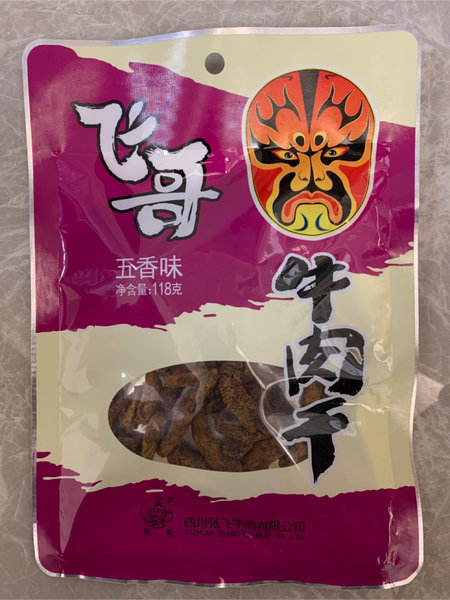 飞哥
五香味
净含量:118克
牛肉干
四川张飞牛肉有限公司
SICHUAN ZHANGFEI BEEF CO.,LTD